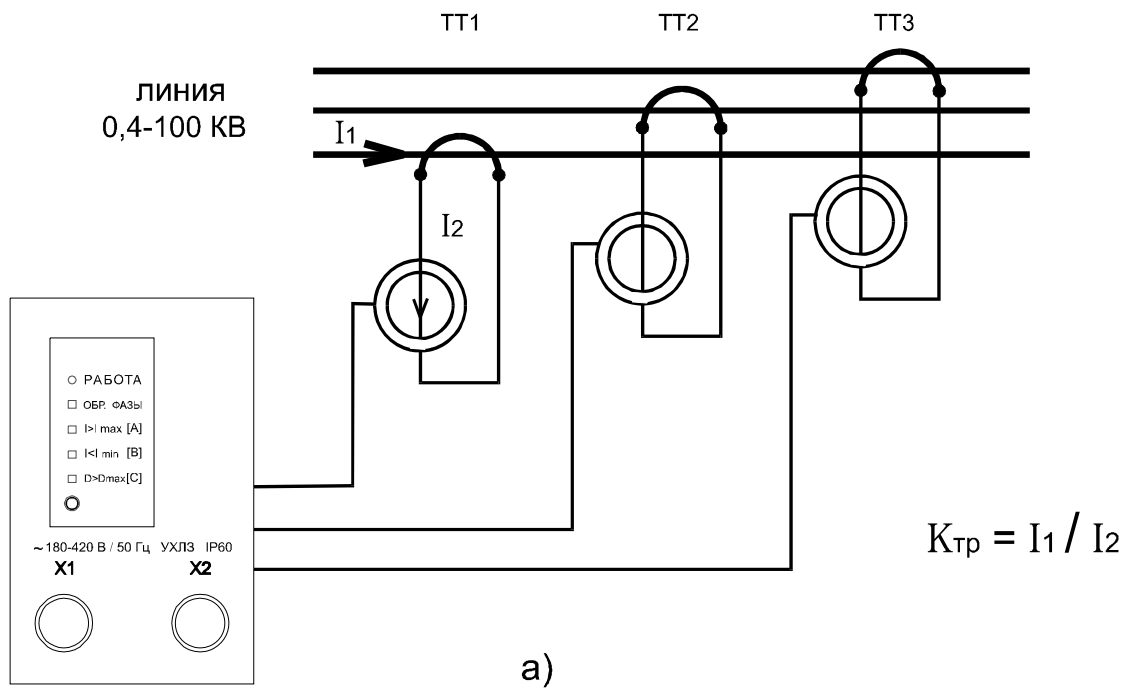 ТТ1 ТТ2 ТТ3
ЛИНИЯ
0,4-100 КВ
I1
I2
РАБОТА
ОБР. ФАЗЫ
I>I max [A]
I<I min [B]
D>Dmax[C]
~180-420 В / 50 Гц УХЛЗ IP60
X1 X2
Kтр = I1 / I2
а)